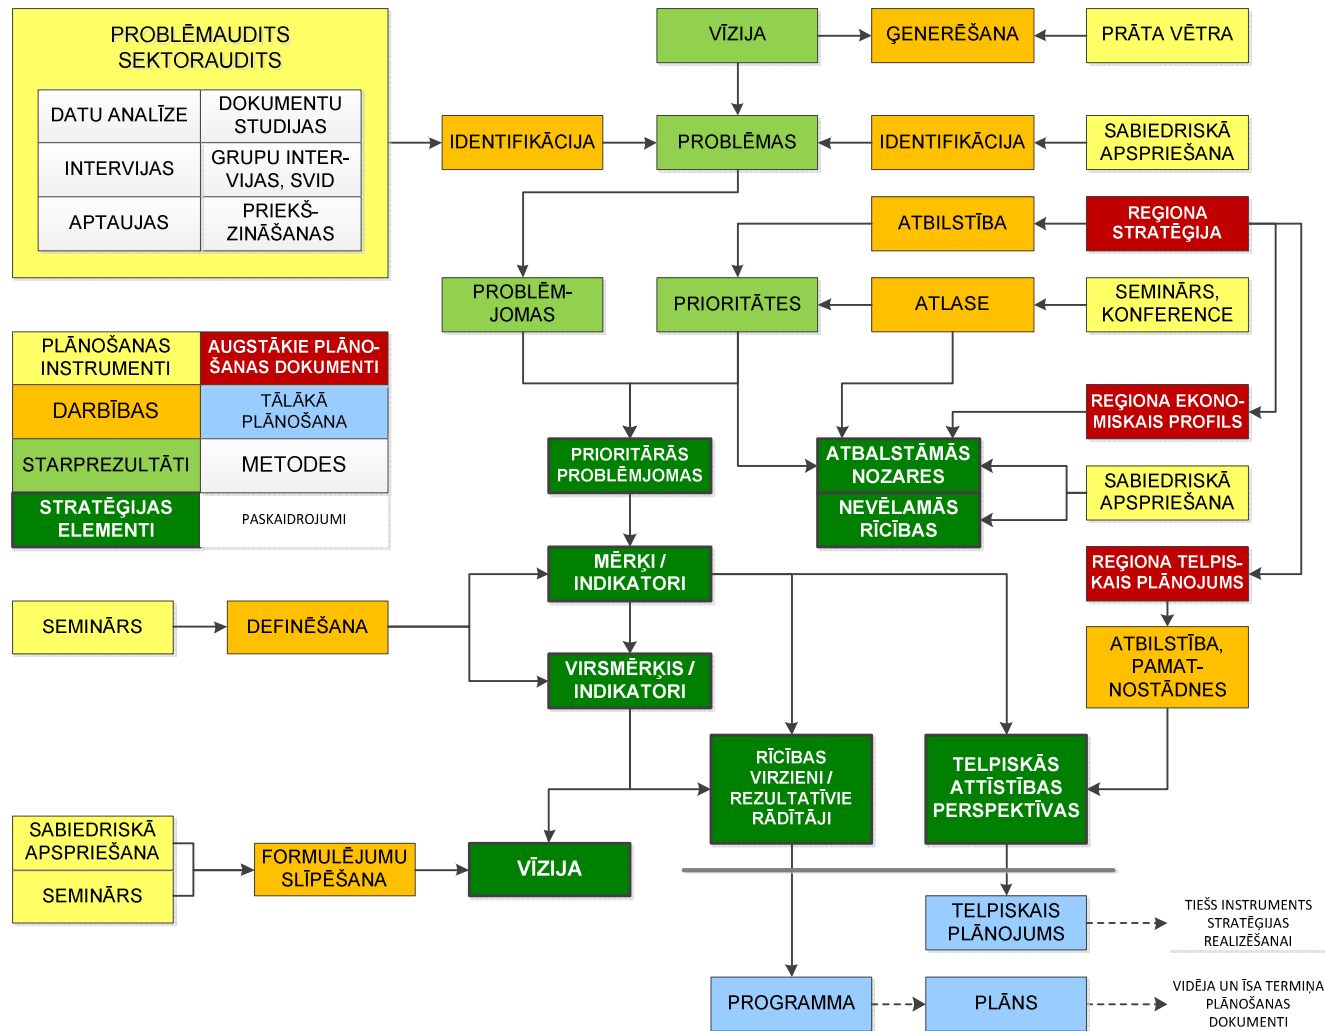 PROBLĒMAUDITS
SEKTORAUDITS
DATU ANALĪZE
DOKUMENTU
STUDIJAS
INTERVIJAS
GRUPU INTER-
VIJAS, SVID
APTAUJAS
PRIEKŠ-
ZINĀŠANAS
VĪZIJA
ĢENERĒŠANA
PRĀTA VĒTRA
IDENTIFIKĀCIJA
PROBLĒMAS
IDENTIFIKĀCIJA
SABIEDRISKĀ
APSPRIEŠANA
ATBILSTĪBA
REĢIONA
STRATĒĢIJA
PROBLĒM-
JOMAS
PRIORITĀTES
ATLASE
SEMINĀRS,
KONFERENCE
PLĀNOŠANAS
INSTRUMENTI
AUGSTĀKIE PLĀNO-
ŠANAS DOKUMENTI
DARBĪBAS
TĀLĀKĀ
PLĀNOŠANA
STARPREZULTĀTI
METODES
STRATĒĢIJAS
ELEMENTI
PASKAIDROJUMI
REĢIONA EKONO-
MISKAIS PROFILS
PRIORITĀRĀS
PROBLĒMJOMAS
ATBALSTĀMĀS
NOZARES
NEVĒLAMĀS
RĪCĪBAS
SABIEDRISKĀ
APSPRIEŠANA
MĒRĶI /
INDIKATORI
REĢIONA TELPIS-
KAIS PLĀNOJUMS
SEMINĀRS
DEFINĒŠANA
VIRSMĒRĶIS /
INDIKATORI
ATBILSTĪBA,
PAMAT-
NOSTĀDNES
RĪCĪBAS
VIRZIENI /
REZULTATĪVIE
RĀDĪTĀJI
TELPISKĀS
ATTĪSTĪBAS
PERSPEKTĪVAS
SABIEDRISKĀ
APSPRIEŠANA
SEMINĀRS
FORMULĒJUMU
SLĪPĒŠANA
VĪZIJA
TELPISKAIS
PLĀNOJUMS
TIEŠS INSTRUMENTS
STRATĒĢIJAS
REALIZĒŠANAI
PROGRAMMA
PLĀNS
VIDĒJA UN ĪSA TERMIŅA
PLĀNOŠANAS
DOKUMENTI